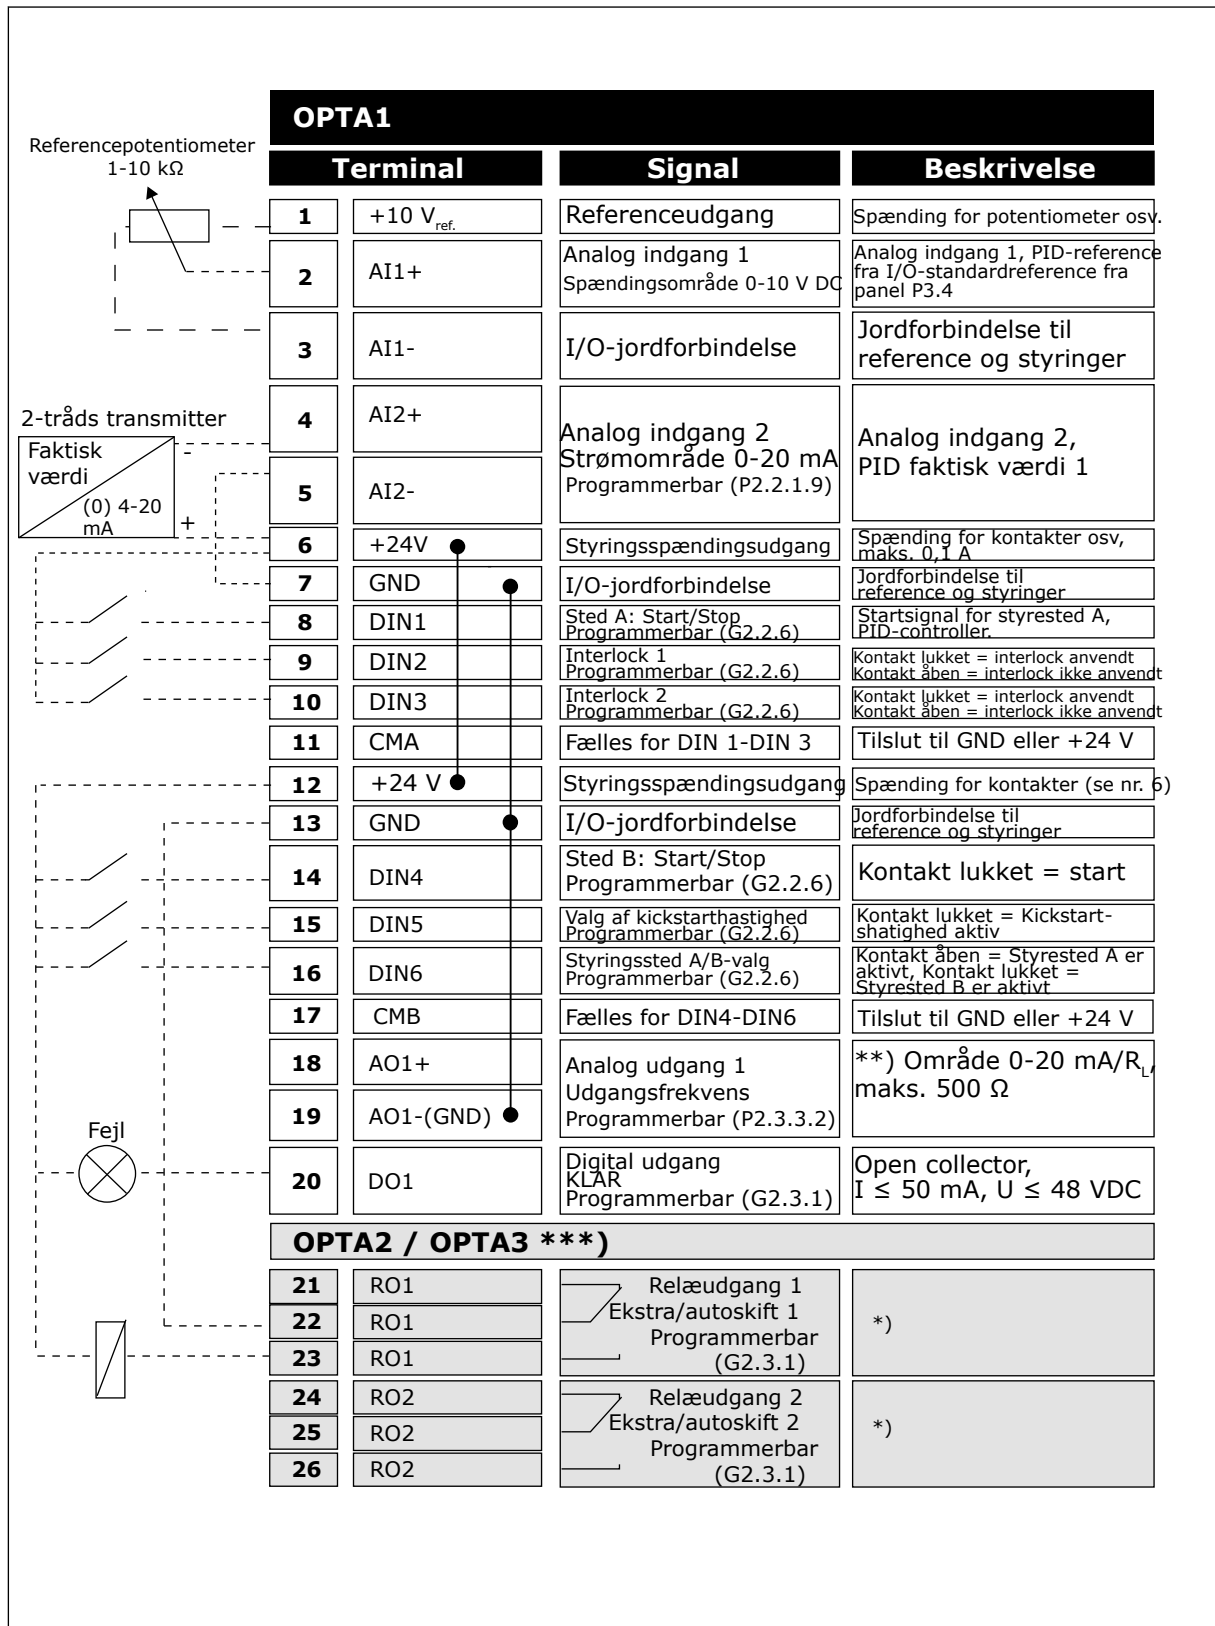 OPTA1
Referencepotentiometer
1-10 kΩ
Terminal Signal Beskrivelse
1 +10 Vref. Referenceudgang Spænding for potentiometer osv.
2 AI1+ Analog indgang 1
Spændingsområde 0-10 V DC
Analog indgang 1, PID-reference
fra I/O-standardreference fra
panel P3.4
3 AI1- I/O-jordforbindelse
Jordforbindelse til
reference og styringer
2-tråds transmitter
Faktisk
værdi
(0) 4-20
mA
-
+
4 AI2+
5 AI2-
Analog indgang 2
Strømområde 0-20 mA
Programmerbar (P2.2.1.9)
Analog indgang 2,
PID faktisk værdi 1
6 +24V Styringsspændingsudgang
Spænding for kontakter osv,
maks. 0,1 A
7 GND I/O-jordforbindelse
Jordforbindelse til
reference og styringer
8 DIN1
Sted A: Start/Stop
Programmerbar (G2.2.6)
Startsignal for styrested A,
PID-controller.
9 DIN2
Interlock 1
Programmerbar (G2.2.6)
Kontakt lukket = interlock anvendt
Kontakt åben = interlock ikke anvendt
10 DIN3
Interlock 2
Programmerbar (G2.2.6)
Kontakt lukket = interlock anvendt
Kontakt åben = interlock ikke anvendt
11 CMA Fælles for DIN 1-DIN 3 Tilslut til GND eller +24 V
12 +24 V Styringsspændingsudgang Spænding for kontakter (se nr. 6)
13 GND I/O-jordforbindelse
Jordforbindelse til
reference og styringer
14 DIN4
Sted B: Start/Stop
Programmerbar (G2.2.6)
Kontakt lukket = start
15 DIN5
Valg af kickstarthastighed
Programmerbar (G2.2.6)
Kontakt lukket = Kickstart-
shatighed aktiv
16 DIN6
Styringssted A/B-valg
Programmerbar (G2.2.6)
Kontakt åben = Styrested A er
aktivt, Kontakt lukket =
Styrested B er aktivt
17 CMB Fælles for DIN4-DIN6 Tilslut til GND eller +24 V
18 AO1+
19 AO1-(GND)
Analog udgang 1
Udgangsfrekvens
Programmerbar (P2.3.3.2)
**) Område 0-20 mA/RL,
maks. 500 Ω
Fejl
20 DO1
Digital udgang
KLAR
Programmerbar (G2.3.1)
Open collector,
I ≤ 50 mA, U ≤ 48 VDC
OPTA2 / OPTA3 ***)
21 RO1
22 RO1
23 RO1
Relæudgang 1
Ekstra/autoskift 1
Programmerbar
(G2.3.1)
*)
24 RO2
25 RO2
26 RO2
Relæudgang 2
Ekstra/autoskift 2
Programmerbar
(G2.3.1)
*)